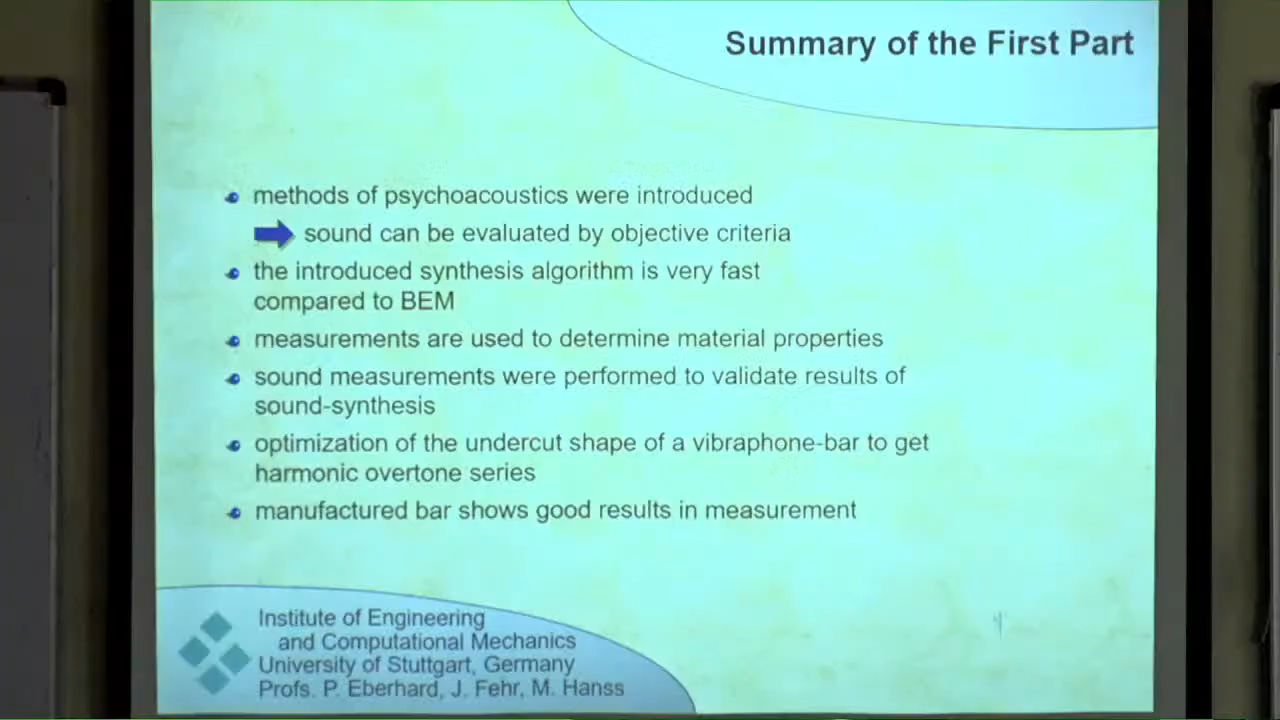 Summary of the First Part
methods of psychoacoustics were introduced
sound can be evaluated by objective criteria
the introduced synthesis algorithm is very fast
compared to BEM
measurements are used to determine material properties
sound measurements were performed to validate results of
sound-synthesis
optimization of the undercut shape of a vibraphone-bar to get
harmonic overtone series
manufactured bar shows good results in measurement
Institute of Engineering
and Computational Mechanics
University of Stuttgart, Germany
Profs. P. Eberhard, J. Fehr, M. Hanss